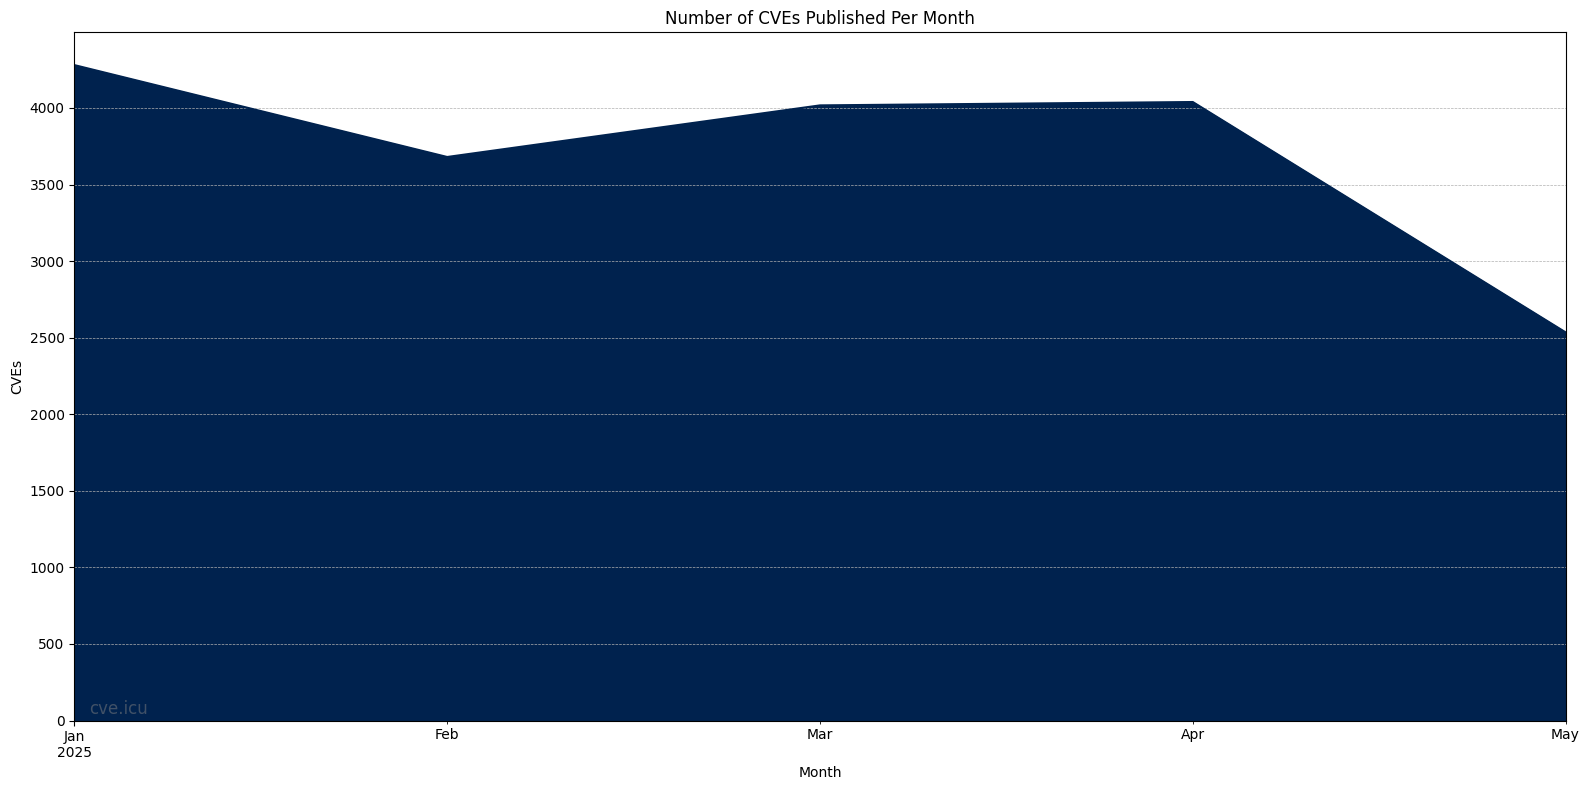 Number of CVEs Published Per Month
CVEs
4000
3500
3000
2500
2000
1500
1000
500
0
cve.icu
Jan
2025
Feb
Mar
Apr
May
Month